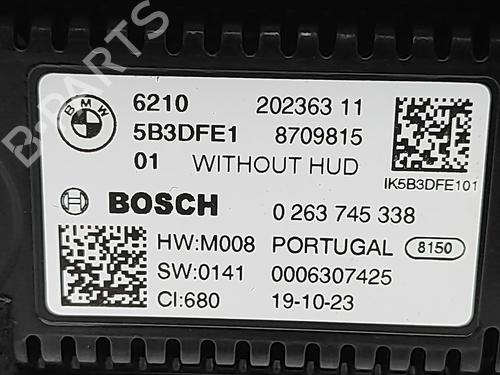 BMW
6210 202363 11
5B3DFE1 8709815
01 WITHOUT HUD
IK5B3DFE101
BOSCH 0 263 745 338
HW:M008 PORTUGAL 8150
SW:0141 0006307425
CI:680 19-10-23
B-PARTS